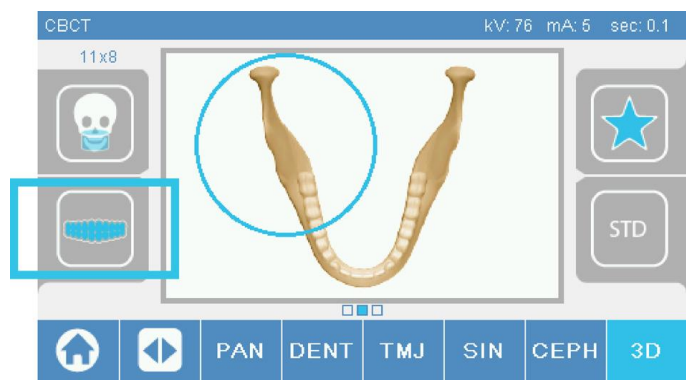 CBCT kV: 76 mA: 5 sec: 0.1
11x8
STD
PAN DENT TMJ SIN CEPH 3D